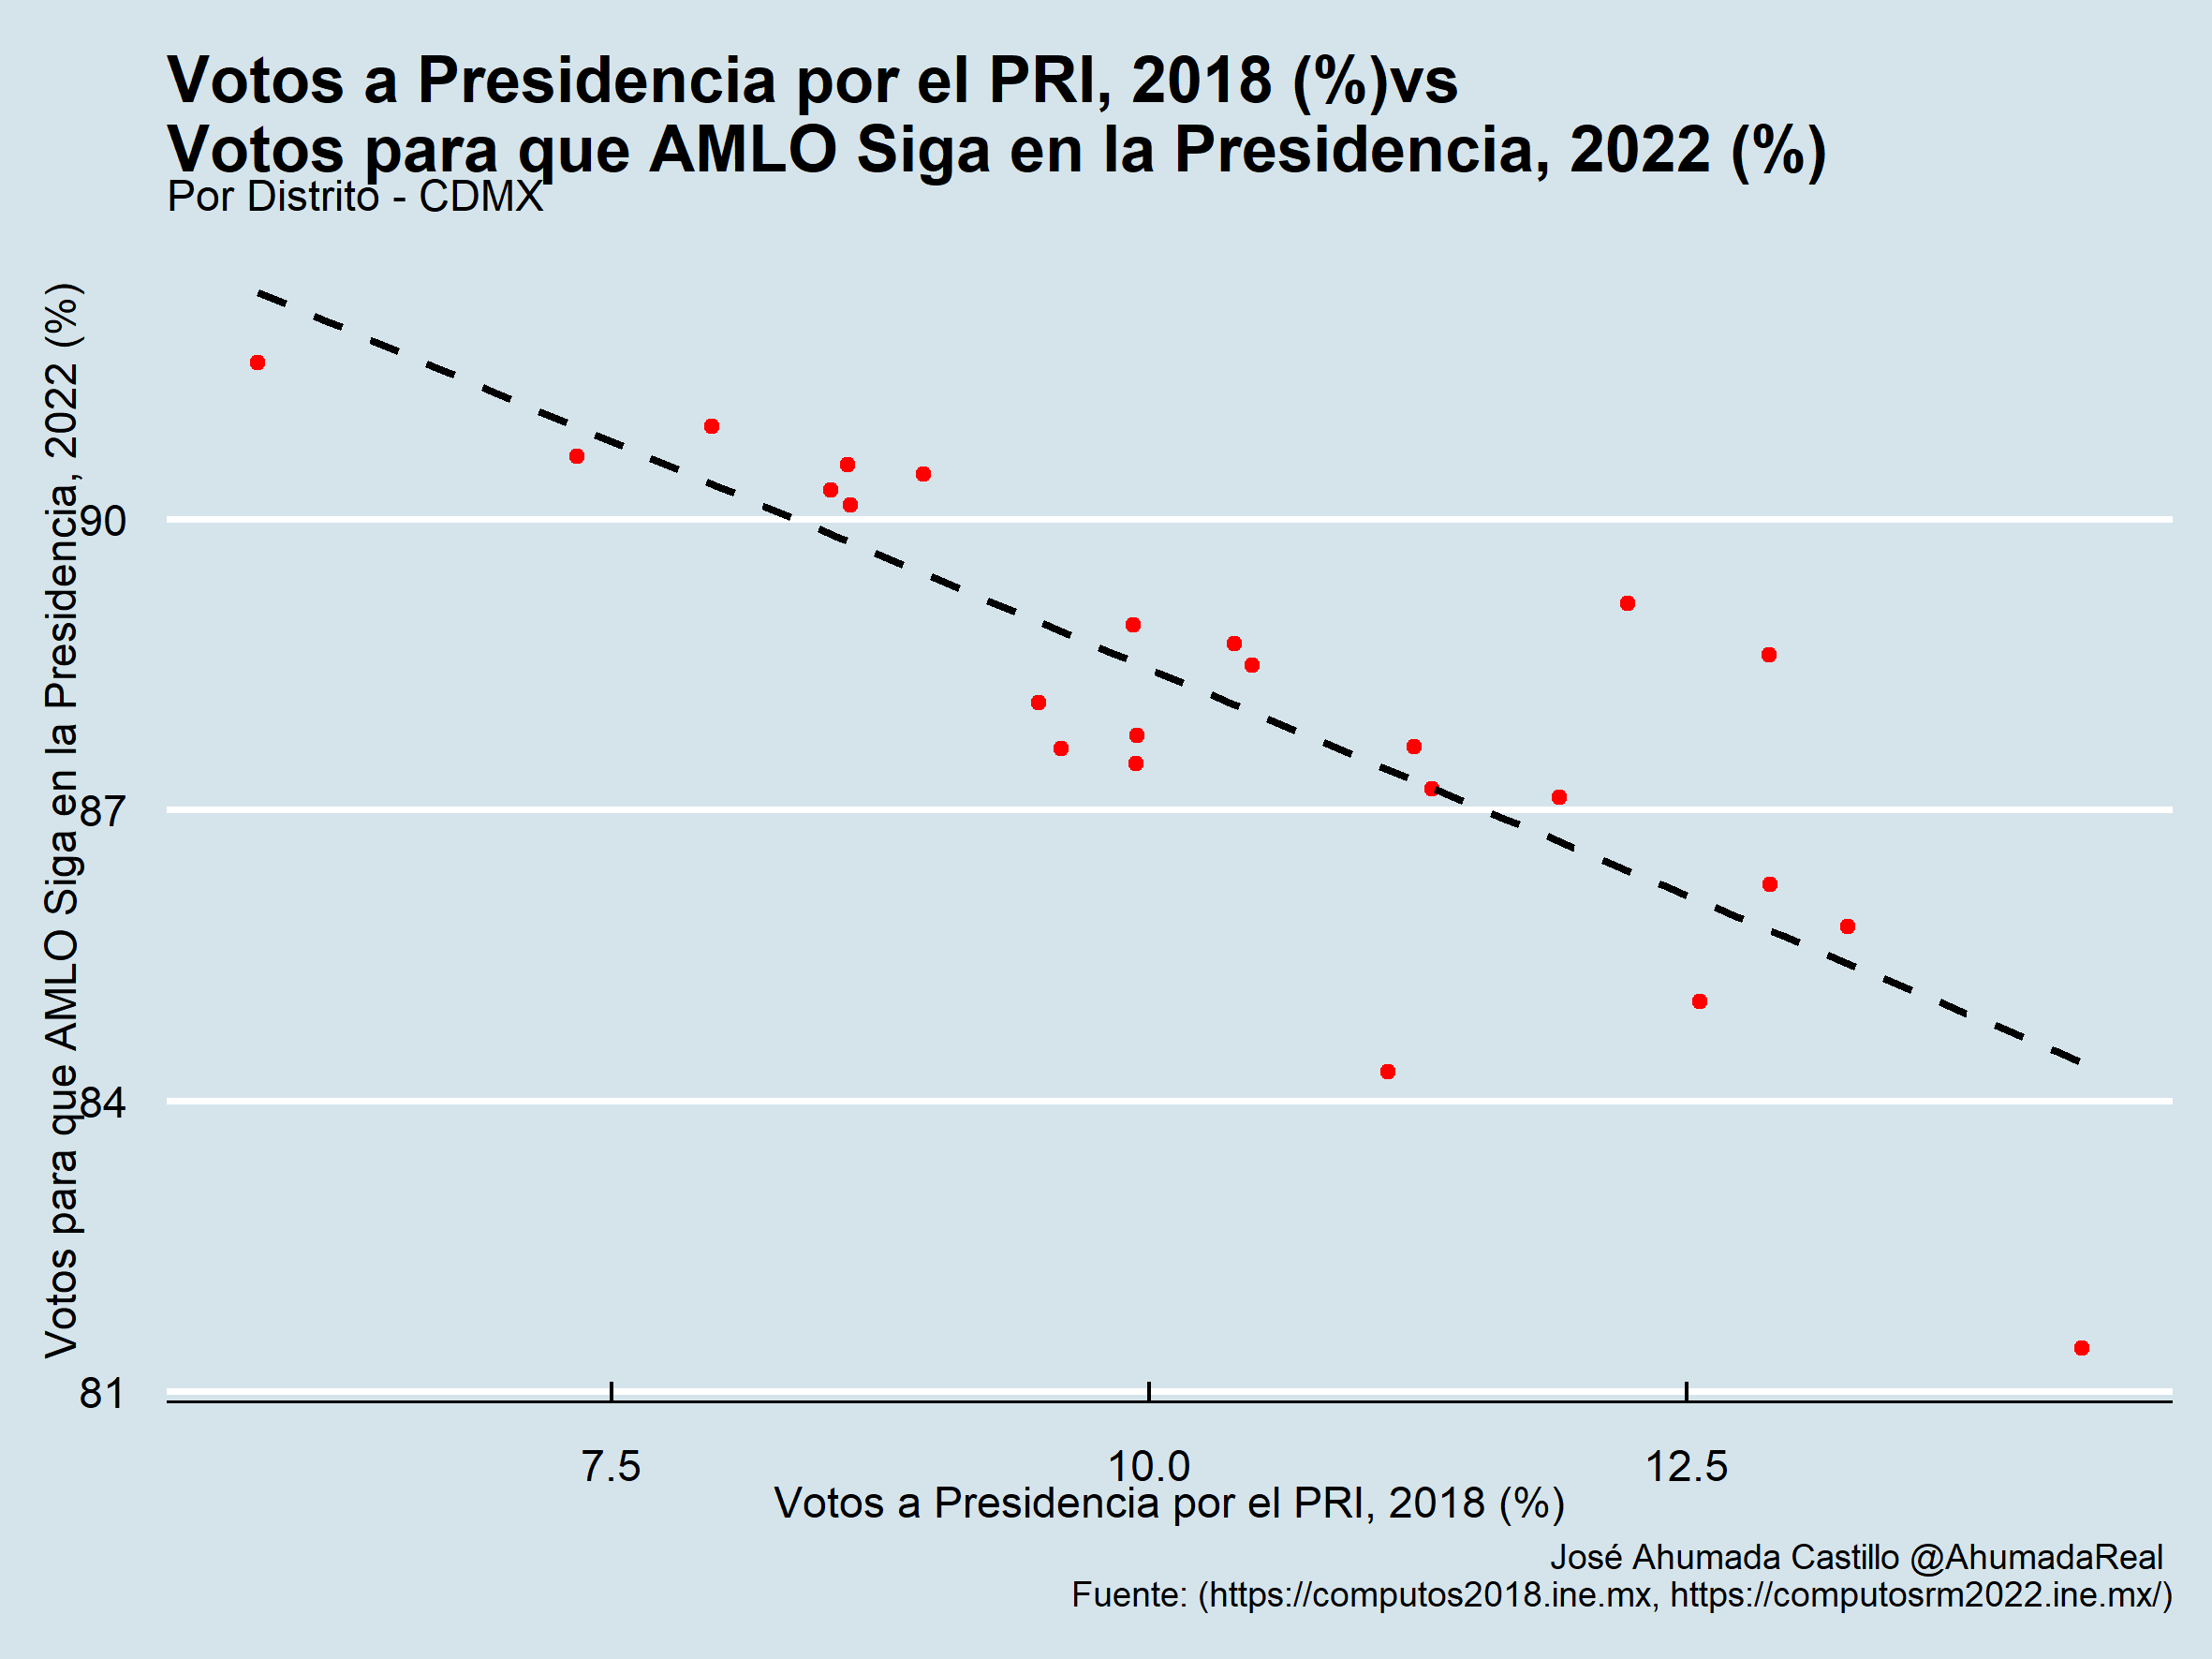 Votos a Presidencia por el PRI, 2018 (%)vs
Votos para que AMLO Siga en la Presidencia, 2022 (%)
Por Distrito - CDMX
Votos para que AMLO Siga en la Presidencia, 2022 (%)
90
87
84
81
7.5
10.0
12.5
Votos a Presidencia por el PRI, 2018 (%)
José Ahumada Castillo @AhumadaReal
Fuente: (https://computos2018.ine.mx, https://computosrm2022.ine.mx/)